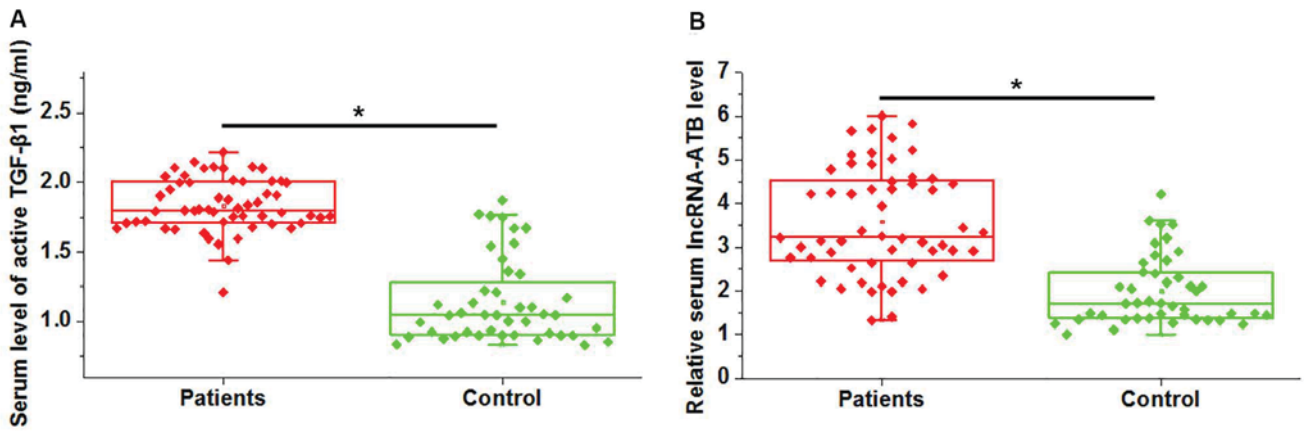 A
Serum level of active TGF-β1 (ng/ml)
2.5
2.0
1.5
1.0
*
Patients
Control
B
Relative serum lncRNA-ATB level
7
6
5
4
3
2
1
0
*
Patients
Control